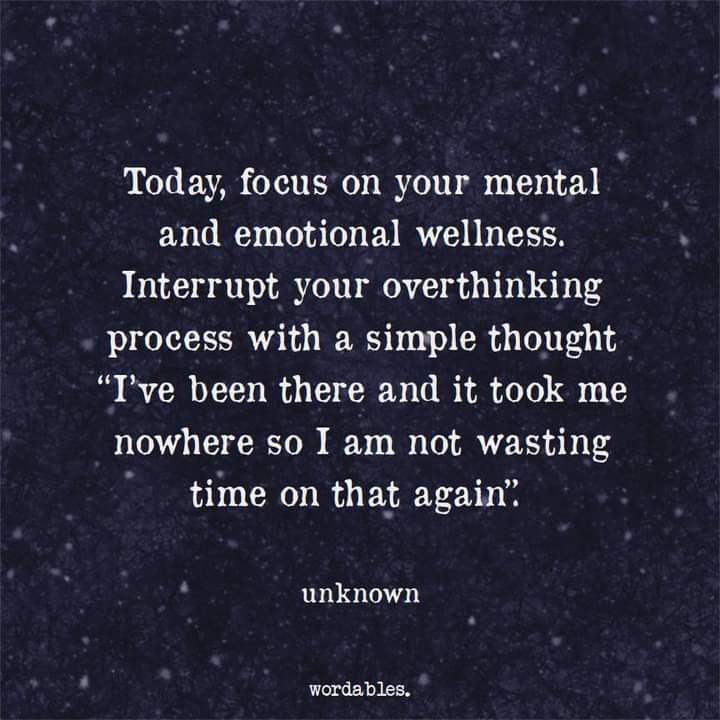 Today, focus on your mental
and emotional wellness.
Interrupt your overthinking
process with a simple thought
“I’ve been there and it took me
nowhere so I am not wasting
time on that again”.
unknown
wordables.